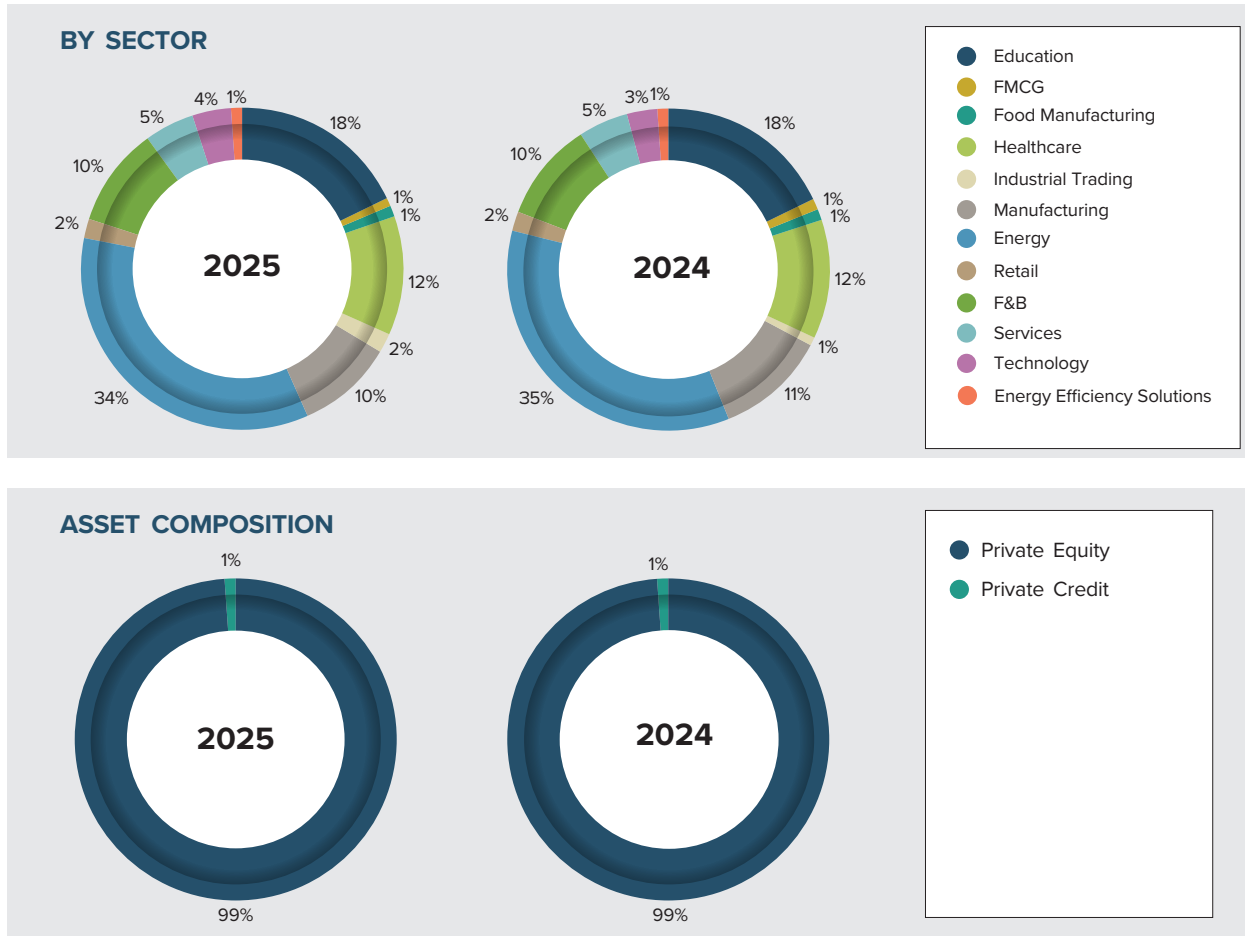 BY SECTOR
1%
4%
5%
18%
10%
1%
1%
2%
2025
12%
2%
34%
10%
3%
1%
5%
18%
10%
1%
1%
2%
2024
12%
1%
35%
11%
Education
FMCG
Food Manufacturing
Healthcare
Industrial Trading
Manufacturing
Energy
Retail
F&B
Services
Technology
Energy Efficiency Solutions
ASSET COMPOSITION
1%
2025
99%
1%
2024
99%
Private Equity
Private Credit